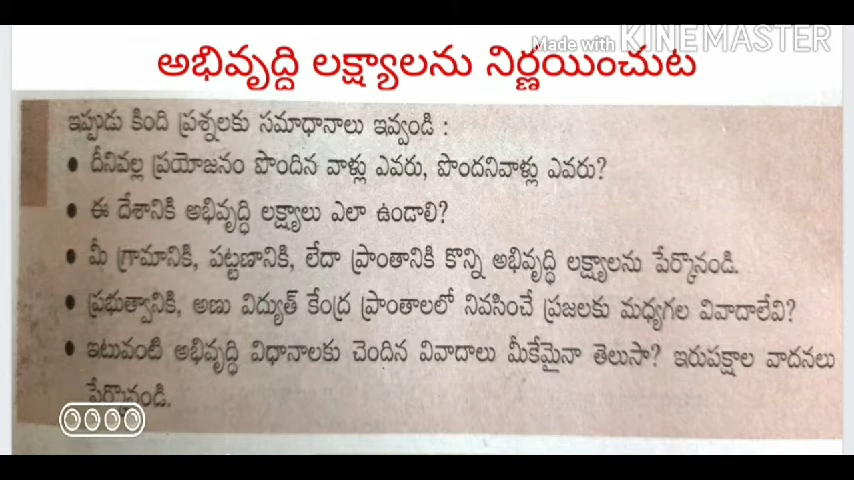 Made with KINEMASTER
అభివృద్ది లక్ష్యాలను నిర్ణయించుట
ఇప్పుడు కింది ప్రశ్నలకు సమాధానాలు ఇవ్వండి :
• దీనివల్ల ప్రయోజనం పొందిన వాళ్లు ఎవరు, పొందనివాళ్లు ఎవరు?
• ఈ దేశానికి అభివృద్ధి లక్ష్యాలు ఎలా ఉండాలి?
• మీ గ్రామానికి, పట్టణానికి, లేదా ప్రాంతానికి కొన్ని అభివృద్ధి లక్ష్యాలను పేర్కొనండి.
• ప్రభుత్వానికి, అణు విద్యుత్ కేంద్ర ప్రాంతాలలో నివసించే ప్రజలకు మధ్యగల వివాదాలేవి?
• ఇటువంటి అభివృద్ధి విధానాలకు చెందిన వివాదాలు మీకేమైనా తెలుసా? ఇరుపక్షాల వాదనలు
పేర్కొనండి.